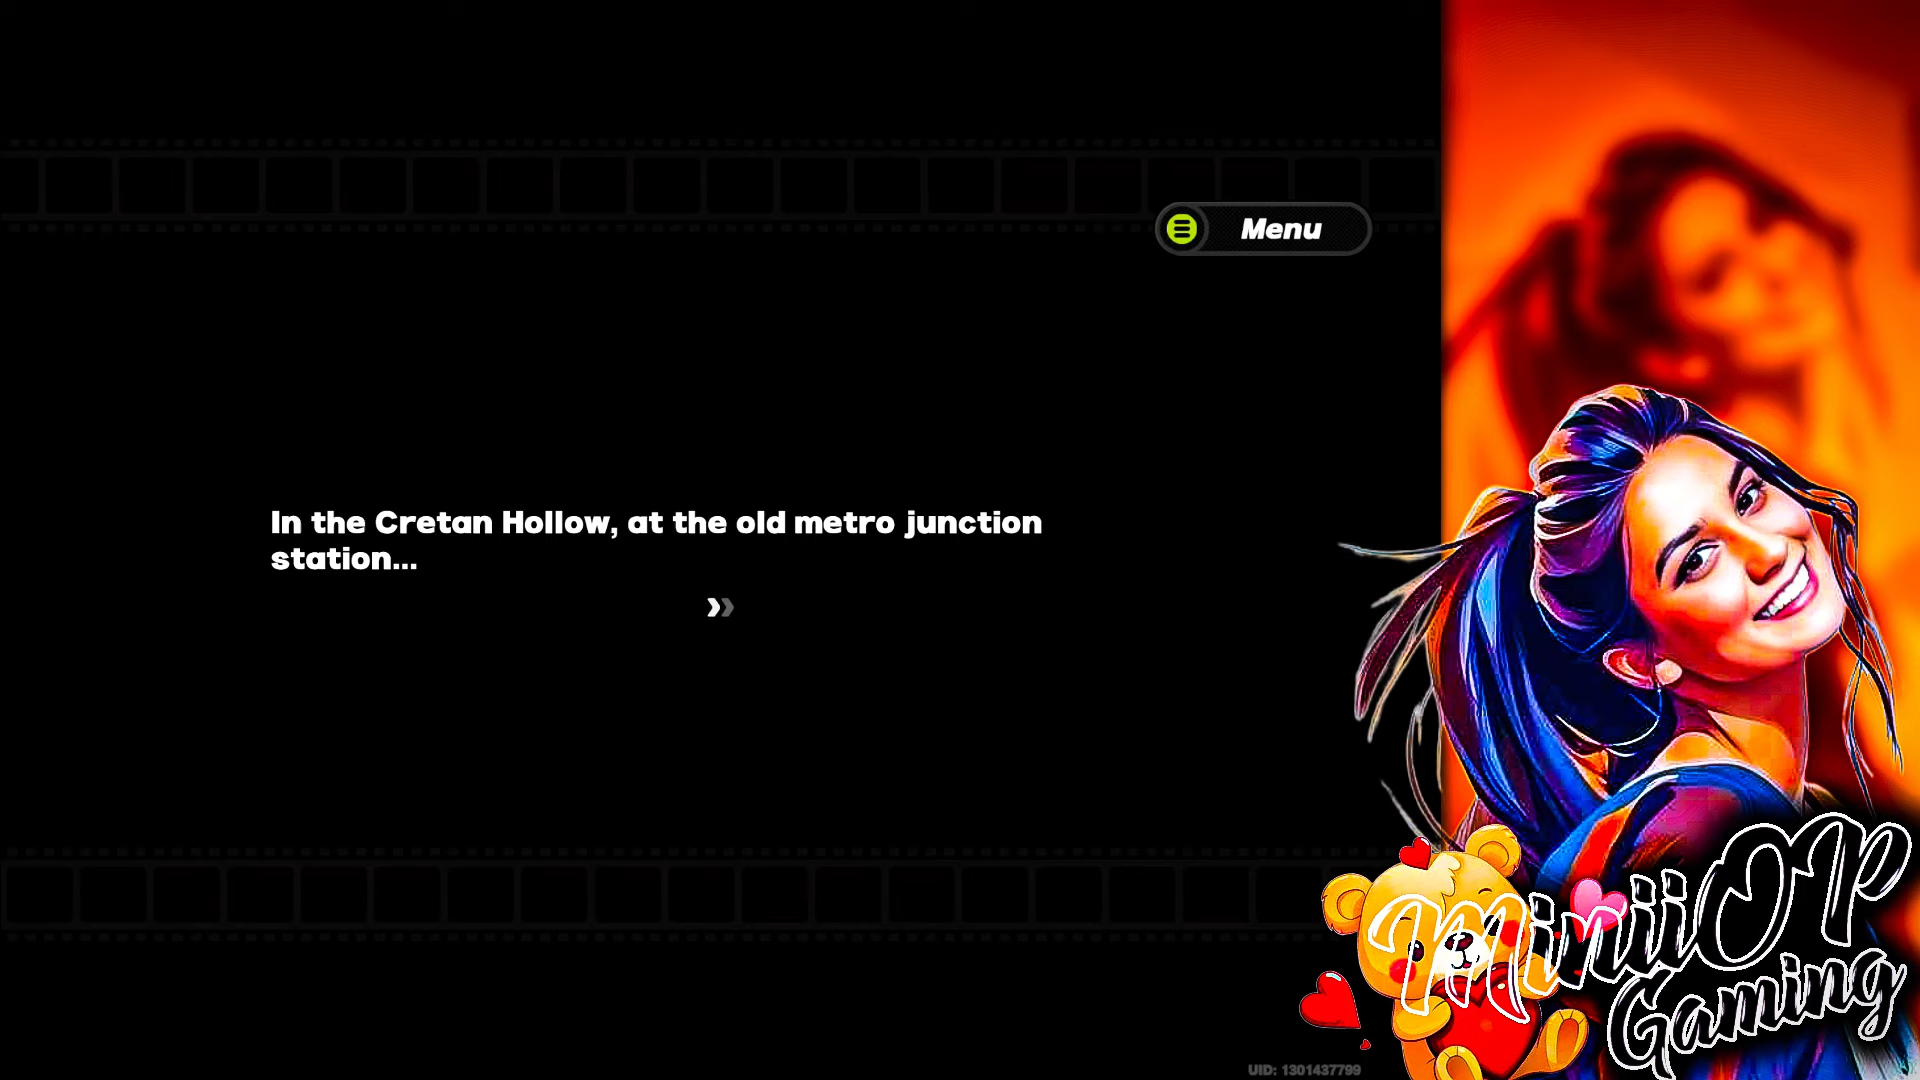 Menu
In the Cretan Hollow, at the old metro junction
station...
MiniiOP
Gaming
UID: 1301437799